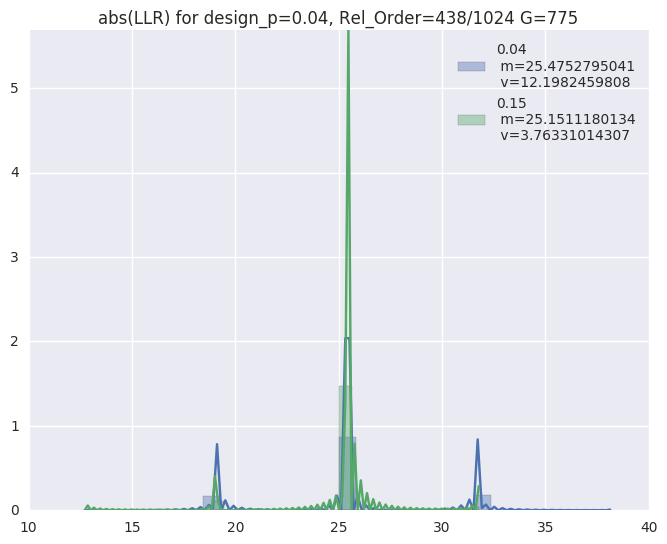 abs(LLR) for design_p=0.04, Rel_Order=438/1024 G=775
0.04
m=25.4752795041
v=12.1982459808
0.15
m=25.1511180134
v=3.76331014307
5
4
3
2
1
0
10 15 20 25 30 35 40